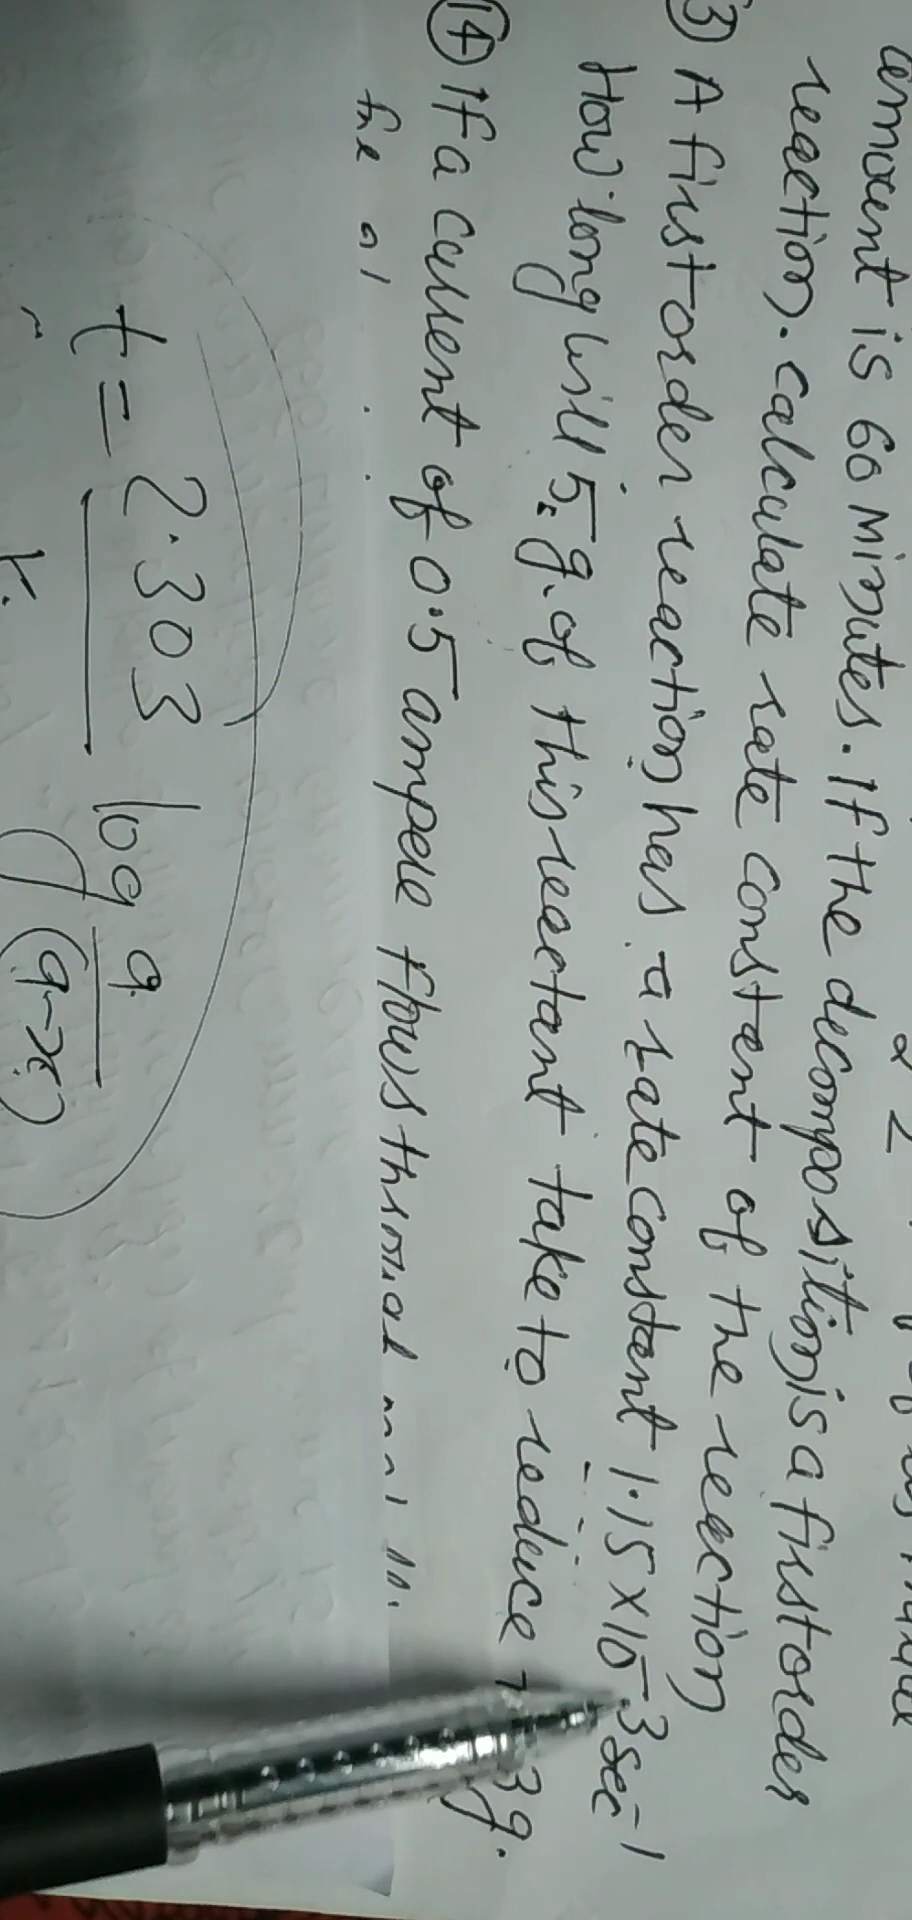 amount is 60 minutes. If the decomposition is a first order
reaction. calculate rate constant of the reaction
3) A first order reaction has a rate constant 1.15 × 10⁻³ sec⁻¹
How long will 5 g. of this reactant take to reduce 3g.
14) If a current of 0.5 ampere flows through
the
t = 2.303 log a
k. (a-x)